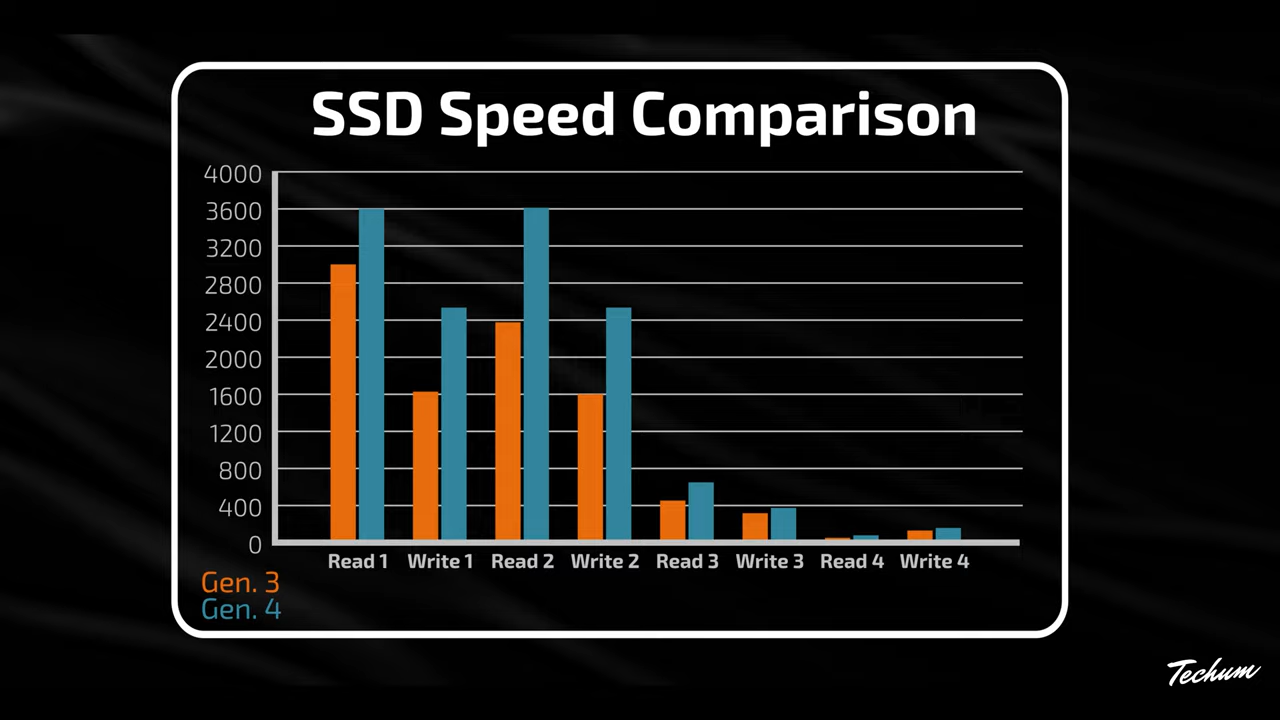 SSD Speed Comparison
4000
3600
3200
2800
2400
2000
1600
1200
800
400
0
Read 1 Write 1 Read 2 Write 2 Read 3 Write 3 Read 4 Write 4
Gen. 3
Gen. 4
Techum